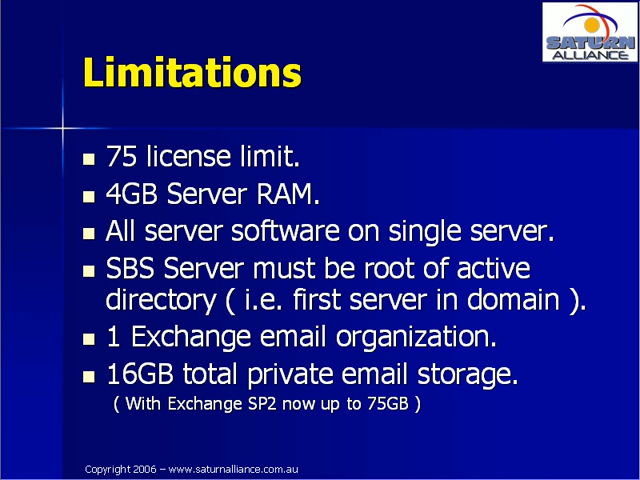 SATURN
ALLIANCE
Limitations
75 license limit.
4GB Server RAM.
All server software on single server.
SBS Server must be root of active
directory ( i.e. first server in domain ).
1 Exchange email organization.
16GB total private email storage.
( With Exchange SP2 now up to 75GB )
Copyright 2006 – www.saturnalliance.com.au